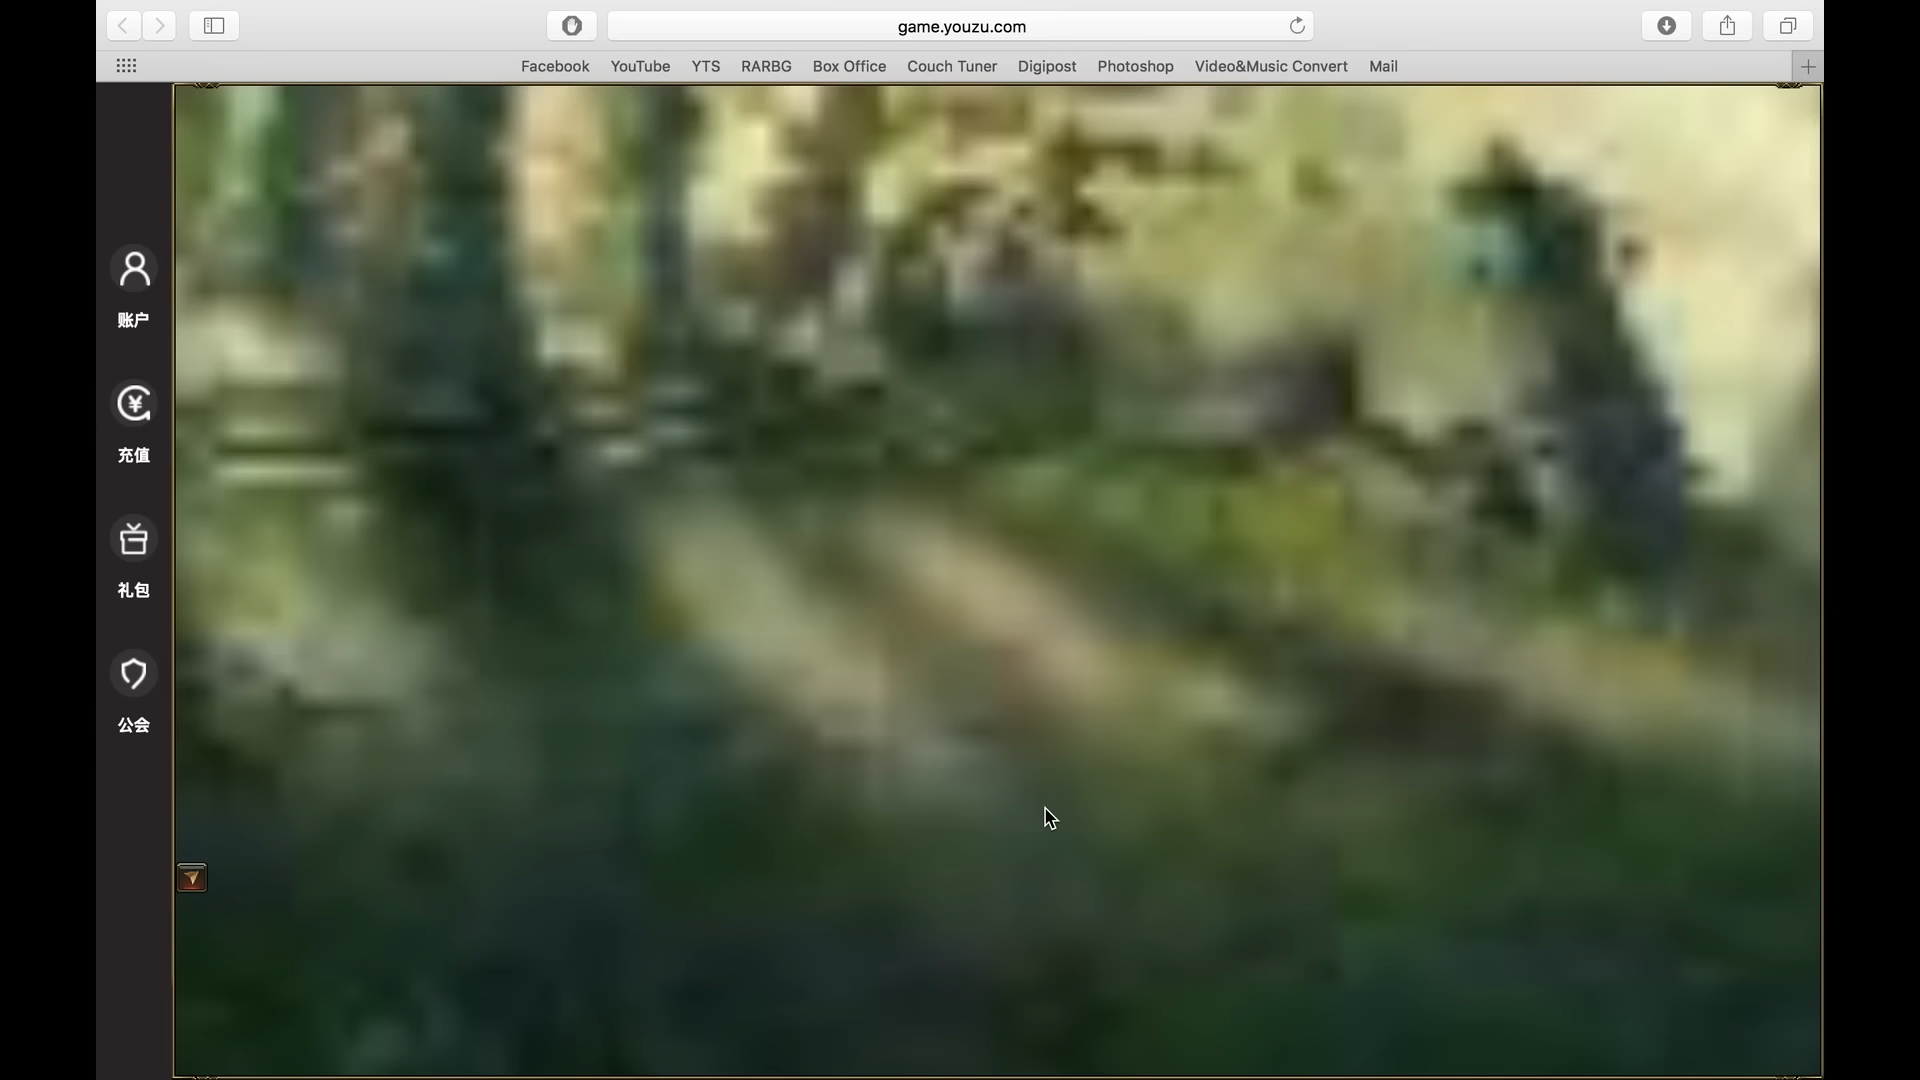 game.youzu.com
Facebook YouTube YTS RARBG Box Office Couch Tuner Digipost Photoshop Video&Music Convert Mail
账户
¥
充值
礼包
公会